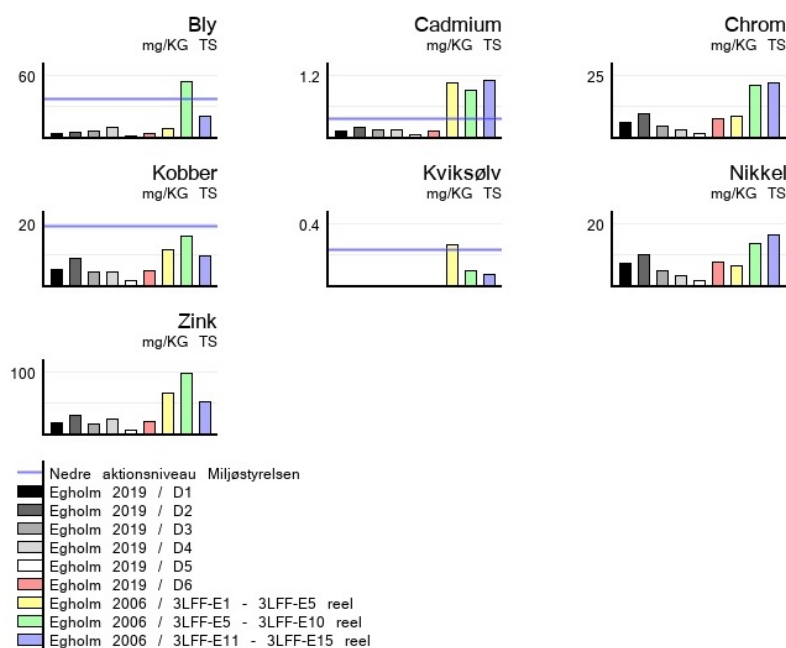 Bly
mg/KG TS
60
Cadmium
mg/KG TS
1.2
Chrom
mg/KG TS
25
Kobber
mg/KG TS
20
Kviksølv
mg/KG TS
0.4
Nikkel
mg/KG TS
20
Zink
mg/KG TS
100
Nedre aktionsniveau Miljøstyrelsen
Egholm 2019 / D1
Egholm 2019 / D2
Egholm 2019 / D3
Egholm 2019 / D4
Egholm 2019 / D5
Egholm 2019 / D6
Egholm 2006 / 3LFF-E1 - 3LFF-E5 reel
Egholm 2006 / 3LFF-E5 - 3LFF-E10 reel
Egholm 2006 / 3LFF-E11 - 3LFF-E15 reel